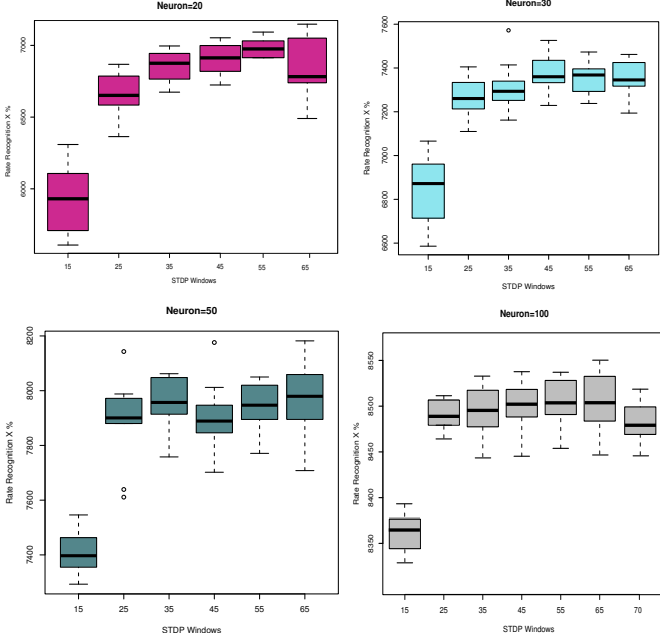 Neuron=20
Rate Recognition X %
7000
6500
6000
15 25 35 45 55 65
STDP Windows
Neuron=30
Rate Recognition X %
7600
7400
7200
7000
6800
6600
15 25 35 45 55 65
STDP Windows
Neuron=50
Rate Recognition X %
8200
8000
7800
7600
7400
15 25 35 45 55 65
STDP Windows
Neuron=100
Rate Recognition X %
8550
8500
8450
8400
8350
15 25 35 45 55 65 70
STDP Windows